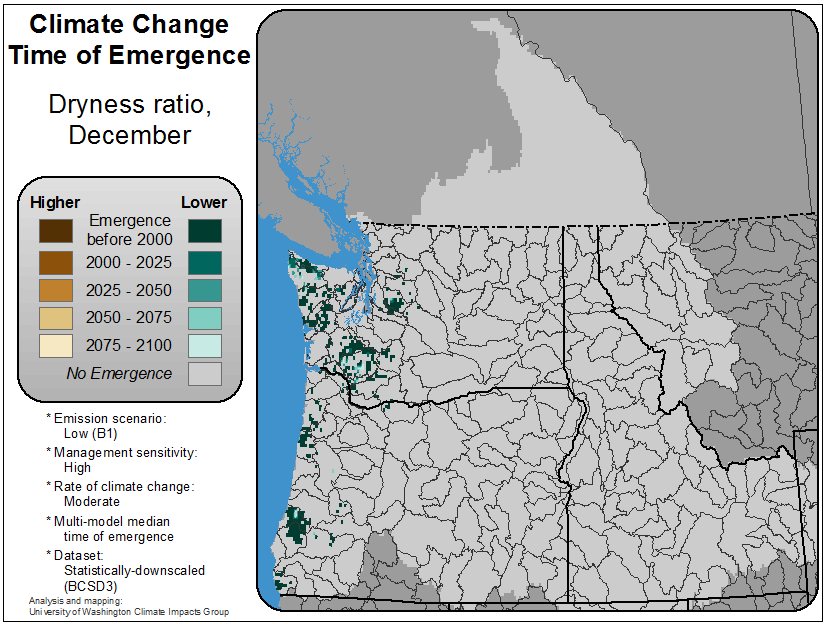 Climate Change
Time of Emergence
Dryness ratio,
December
Higher
Lower
Emergence
before 2000
2000 - 2025
2025 - 2050
2050 - 2075
2075 - 2100
No Emergence
* Emission scenario:
Low (B1)
* Management sensitivity:
High
* Rate of climate change:
Moderate
* Multi-model median
time of emergence
* Dataset:
Statistically-downscaled
(BCSD3)
Analysis and mapping:
University of Washington Climate Impacts Group